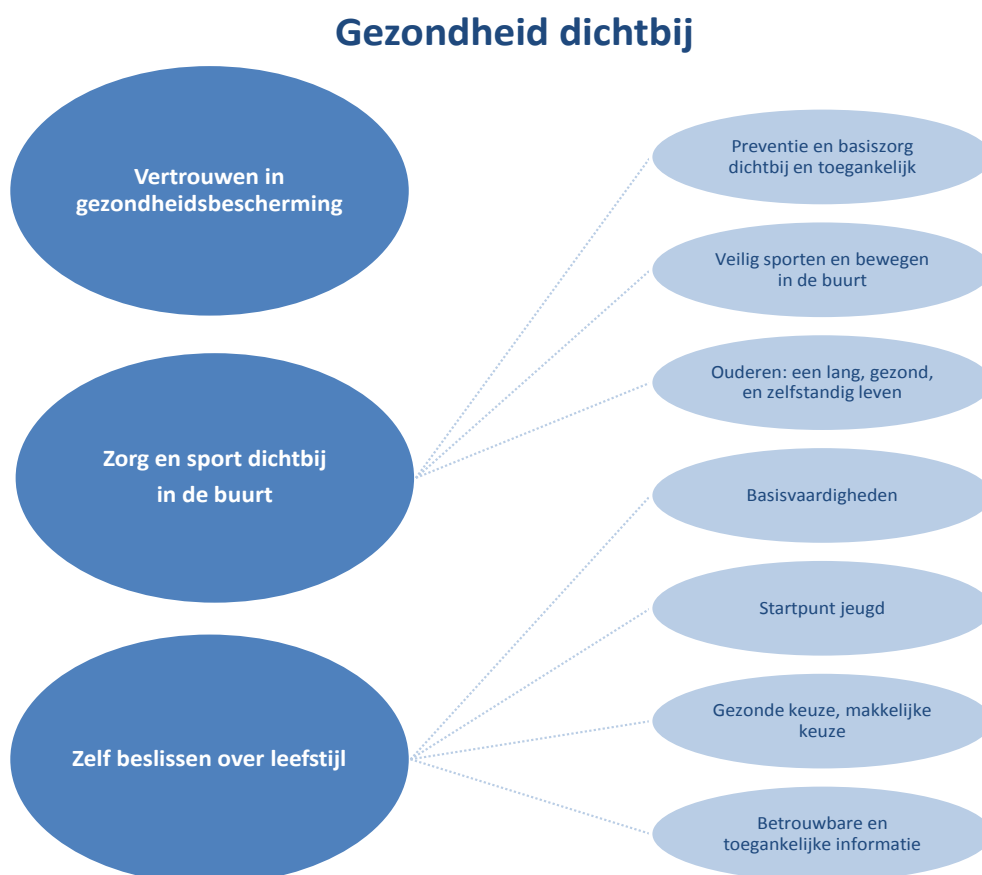 Gezondheid dichtbij
Vertrouwen in
gezondheidsbescherming
Zorg en sport dichtbij
in de buurt
Zelf beslissen over leefstijl
Preventie en basiszorg
dichtbij en toegankelijk
Veilig sporten en bewegen
in de buurt
Ouderen: een lang, gezond,
en zelfstandig leven
Basisvaardigheden
Startpunt jeugd
Gezonde keuze, makkelijke
keuze
Betrouwbare en
toegankelijke informatie